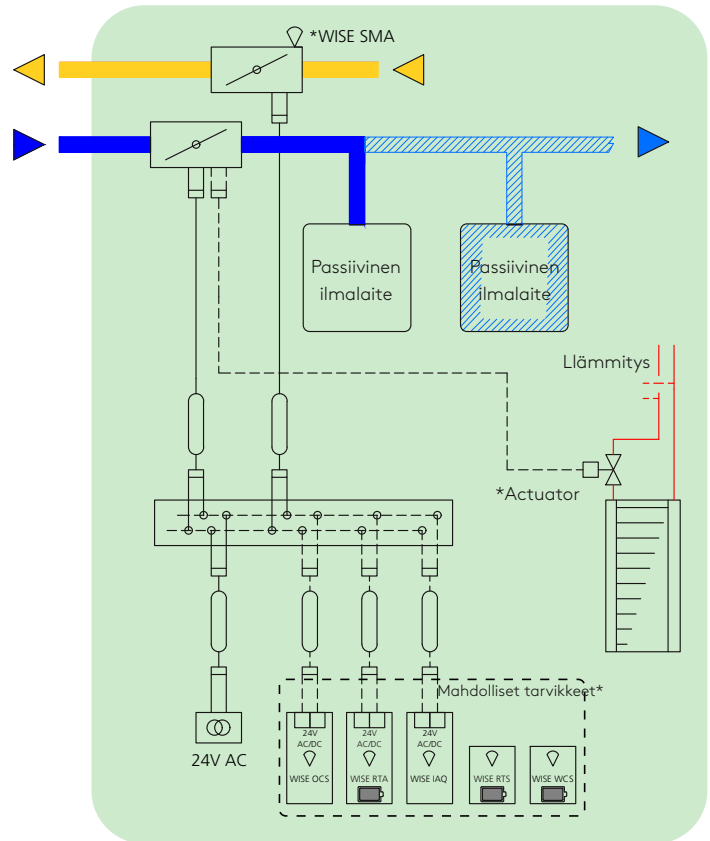 *WISE SMA
Passiivinen
ilmalaite
Passiivinen
ilmalaite
Llämmitys
*Actuator
Mahdolliset tarvikkeet*
24V
AC/DC
24V
AC/DC
24V
AC/DC
24V AC
WISE OCS
WISE RTA
WISE IAQ
WISE RTS
WISE WCS